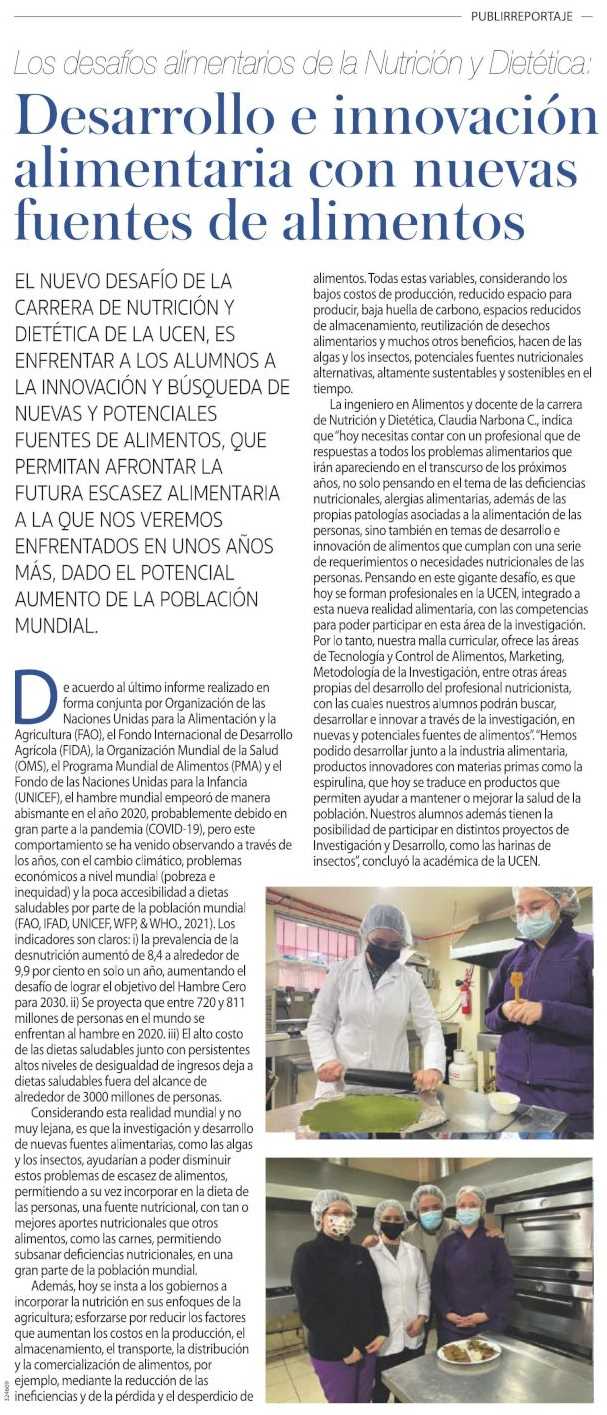 PUBLIRREPORTAJE
Los desafíos alimentarios de la Nutrición y Dietética:
Desarrollo e innovación
alimentaria con nuevas
fuentes de alimentos
EL NUEVO DESAFÍO DE LA
CARRERA DE NUTRICIÓN Y
DIETÉTICA DE LA UCEN, ES
ENFRENTAR A LOS ALUMNOS A
LA INNOVACIÓN Y BÚSQUEDA DE
NUEVAS Y POTENCIALES
FUENTES DE ALIMENTOS, QUE
PERMITAN AFRONTAR LA
FUTURA ESCASEZ ALIMENTARIA
A LA QUE NOS VEREMOS
ENFRENTADOS EN UNOS AÑOS
MÁS, DADO EL POTENCIAL
AUMENTO DE LA POBLACIÓN
MUNDIAL.
De acuerdo al último informe realizado en
forma conjunta por Organización de las
Naciones Unidas para la Alimentación y la
Agricultura (FAO), el Fondo Internacional de Desarrollo
Agrícola (FIDA), la Organización Mundial de la Salud
(OMS), el Programa Mundial de Alimentos (PMA) y el
Fondo de las Naciones Unidas para la Infancia
(UNICEF), el hambre mundial empeoró de manera
abismante en el año 2020, probablemente debido en
gran parte a la pandemia (COVID-19), pero este
comportamiento se ha venido observando a través de
los años, con el cambio climático, problemas
económicos a nivel mundial (pobreza e
inequidad) y la poca accesibilidad a dietas
saludables por parte de la población mundial
(FAO, IFAD, UNICEF, WFP, & WHO., 2021). Los
indicadores son claros: i) la prevalencia de la
desnutrición aumentó de 8,4 a alrededor de
9,9 por ciento en solo un año, aumentando el
desafío de lograr el objetivo del Hambre Cero
para 2030. ii) Se proyecta que entre 720 y 811
millones de personas en el mundo se
enfrentan al hambre en 2020. iii) El alto costo
de las dietas saludables junto con persistentes
altos niveles de desigualdad de ingresos deja a
dietas saludables fuera del alcance de
alrededor de 3000 millones de personas.
Considerando esta realidad mundial y no
muy lejana, es que la investigación y desarrollo
de nuevas fuentes alimentarias, como las algas
y los insectos, ayudarían a poder disminuir
estos problemas de escasez de alimentos,
permitiendo a su vez incorporar en la dieta de
las personas, una fuente nutricional, con tan o
mejores aportes nutricionales que otros
alimentos, como las carnes, permitiendo
subsanar deficiencias nutricionales, en una
gran parte de la población mundial.
Además, hoy se insta a los gobiernos a
incorporar la nutrición en sus enfoques de la
agricultura; esforzarse por reducir los factores
que aumentan los costos en la producción, el
almacenamiento, el transporte, la distribución
y la comercialización de alimentos, por
ejemplo, mediante la reducción de las
ineficiencias y de la pérdida y el desperdicio de
alimentos. Todas estas variables, considerando los
bajos costos de producción, reducido espacio para
producir, baja huella de carbono, espacios reducidos
de almacenamiento, reutilización de desechos
alimentarios y muchos otros beneficios, hacen de las
algas y los insectos, potenciales fuentes nutricionales
alternativas, altamente sustentables y sostenibles en el
tiempo.
La ingeniero en Alimentos y docente de la carrera
de Nutrición y Dietética, Claudia Narbona C., indica
que “hoy necesitas contar con un profesional que de
respuestas a todos los problemas alimentarios que
irán apareciendo en el transcurso de los próximos
años, no solo pensando en el tema de las deficiencias
nutricionales, alergias alimentarias, además de las
propias patologías asociadas a la alimentación de las
personas, sino también en temas de desarrollo e
innovación de alimentos que cumplan con una serie
de requerimientos o necesidades nutricionales de las
personas. Pensando en este gigante desafío, es que
hoy se forman profesionales en la UCEN, integrado a
esta nueva realidad alimentaria, con las competencias
para poder participar en esta área de la investigación.
Por lo tanto, nuestra malla curricular, ofrece las áreas
de Tecnología y Control de Alimentos, Marketing,
Metodología de la Investigación, entre otras áreas
propias del desarrollo del profesional nutricionista,
con las cuales nuestros alumnos podrán buscar,
desarrollar e innovar a través de la investigación, en
nuevas y potenciales fuentes de alimentos”. “Hemos
podido desarrollar junto a la industria alimentaria,
productos innovadores con materias primas como la
espirulina, que hoy se traduce en productos que
permiten ayudar a mantener o mejorar la salud de la
población. Nuestros alumnos además tienen la
posibilidad de participar en distintos proyectos de
Investigación y Desarrollo, como las harinas de
insectos”, concluyó la académica de la UCEN.